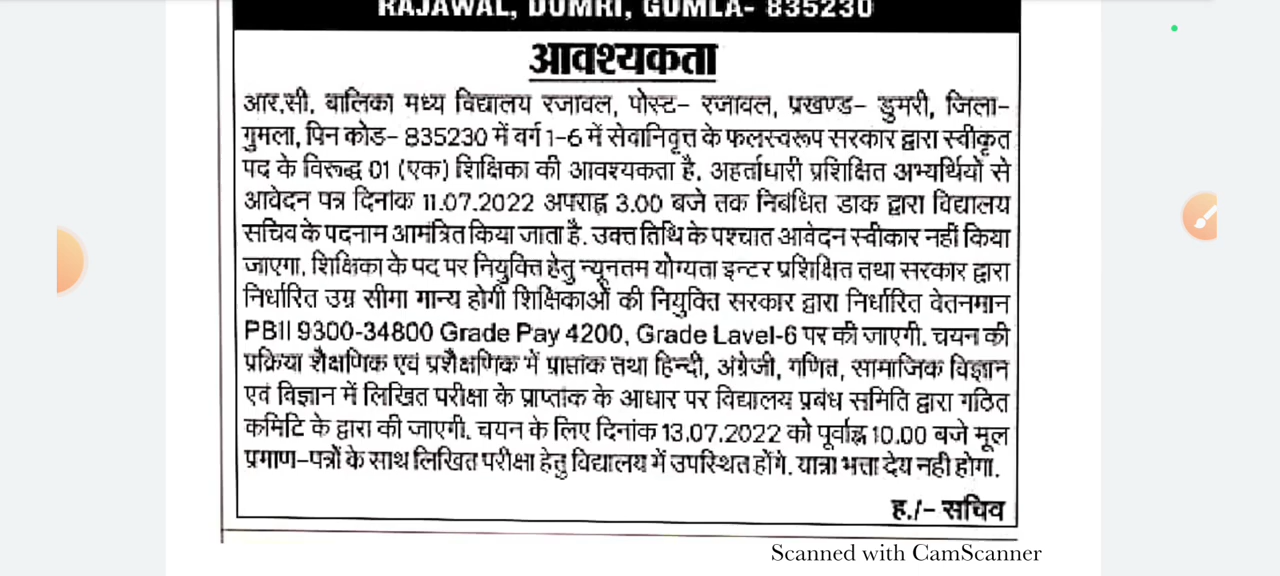 RAJAWAL, DUMRI, GUMLA- 835230
आवश्यकता
आर.सी. बालिका मध्य विद्यालय रजावल, पोस्ट- रजावल, प्रखण्ड- डुमरी, जिला-
गुमला, पिन कोड- 835230 में वर्ग 1-6 में सेवानिवृत्त के फलस्वरूप सरकार द्वारा स्वीकृत
पद के विरूद्ध 01 (एक) शिक्षिका की आवश्यकता है. अहर्ताधारी प्रशिक्षित अभ्यर्थियों से
आवेदन पत्र दिनांक 11.07.2022 अपराह्न 3.00 बजे तक निबंधित डाक द्वारा विद्यालय
सचिव के पदनाम आमंत्रित किया जाता है. उक्त तिथि के पश्चात आवेदन स्वीकार नहीं किया
जाएगा. शिक्षिका के पद पर नियुक्ति हेतु न्यूनतम योग्यता इन्टर प्रशिक्षित तथा सरकार द्वारा
निर्धारित उम्र सीमा मान्य होगी शिक्षिकाओं की नियुक्ति सरकार द्वारा निर्धारित वेतनमान
PBII 9300-34800 Grade Pay 4200, Grade Lavel-6 पर की जाएगी. चयन की
प्रक्रिया शैक्षणिक एवं प्रशैक्षणिक में प्राप्तांक तथा हिन्दी, अंग्रेजी, गणित, सामाजिक विज्ञान
एवं विज्ञान में लिखित परीक्षा के प्राप्तांक के आधार पर विद्यालय प्रबंध समिति द्वारा गठित
कमिटि के द्वारा की जाएगी. चयन के लिए दिनांक 13.07.2022 को पूर्वाह्न 10.00 बजे मूल
प्रमाण-पत्रों के साथ लिखित परीक्षा हेतु विद्यालय में उपस्थित होंगे. यात्रा भत्ता देय नही होगा.
ह./- सचिव
Scanned with CamScanner